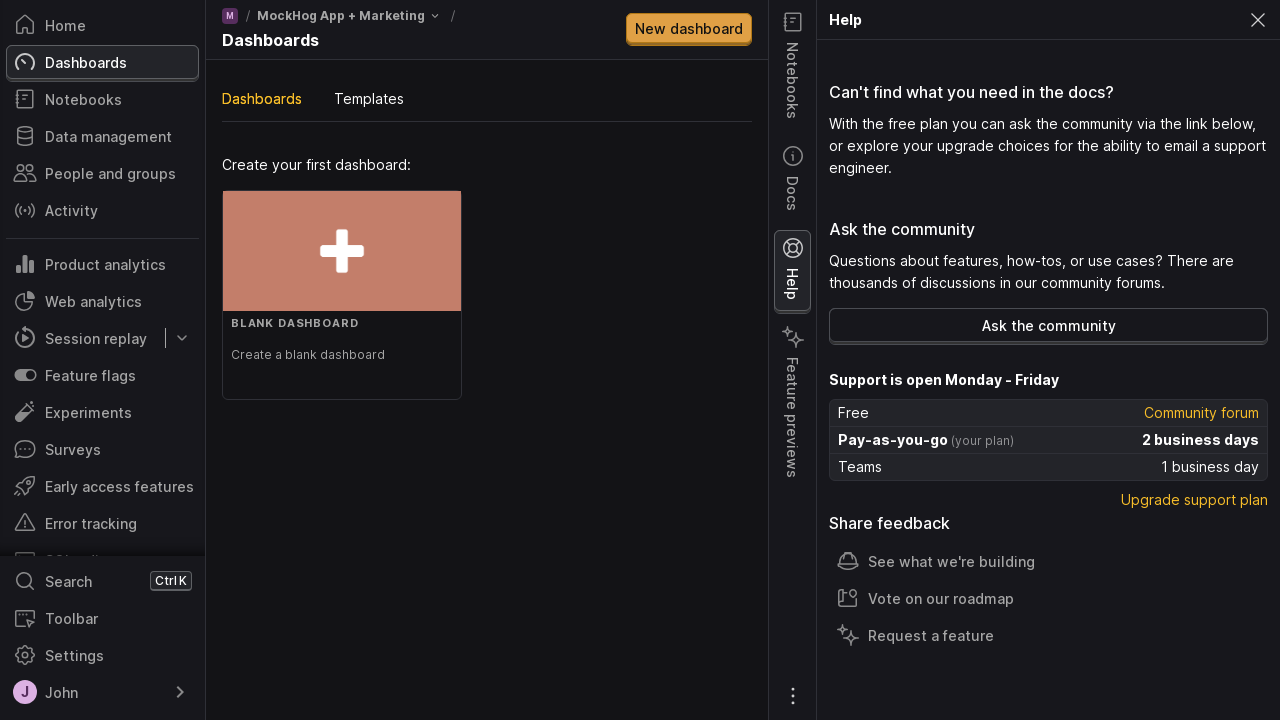 Home
Dashboards
Notebooks
Data management
People and groups
Activity
Product analytics
Web analytics
Session replay
Feature flags
Experiments
Surveys
Early access features
Error tracking
Search Ctrl K
Toolbar
Settings
J John
M / MockHog App + Marketing /
Dashboards
New dashboard
Dashboards Templates
Create your first dashboard:
BLANK DASHBOARD
Create a blank dashboard
Notebooks
Docs
Help
Feature previews
Help
Can't find what you need in the docs?
With the free plan you can ask the community via the link below,
or explore your upgrade choices for the ability to email a support
engineer.
Ask the community
Questions about features, how-tos, or use cases? There are
thousands of discussions in our community forums.
Ask the community
Support is open Monday - Friday
Free Community forum
Pay-as-you-go (your plan) 2 business days
Teams 1 business day
Upgrade support plan
Share feedback
See what we're building
Vote on our roadmap
Request a feature